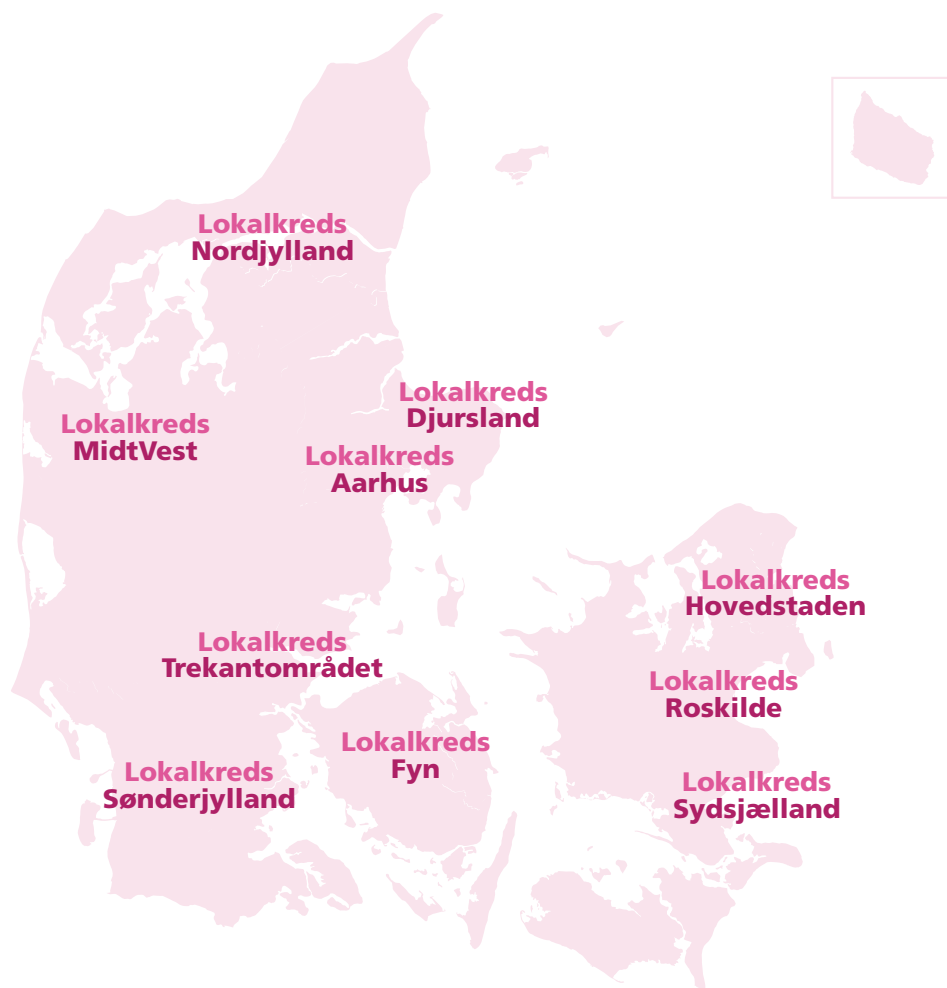 Lokalkreds
Nordjylland
Lokalkreds
Djursland
Lokalkreds
MidtVest
Lokalkreds
Aarhus
Lokalkreds
Hovedstaden
Lokalkreds
Trekantområdet
Lokalkreds
Roskilde
Lokalkreds
Fyn
Lokalkreds
Sønderjylland
Lokalkreds
Sydsjælland